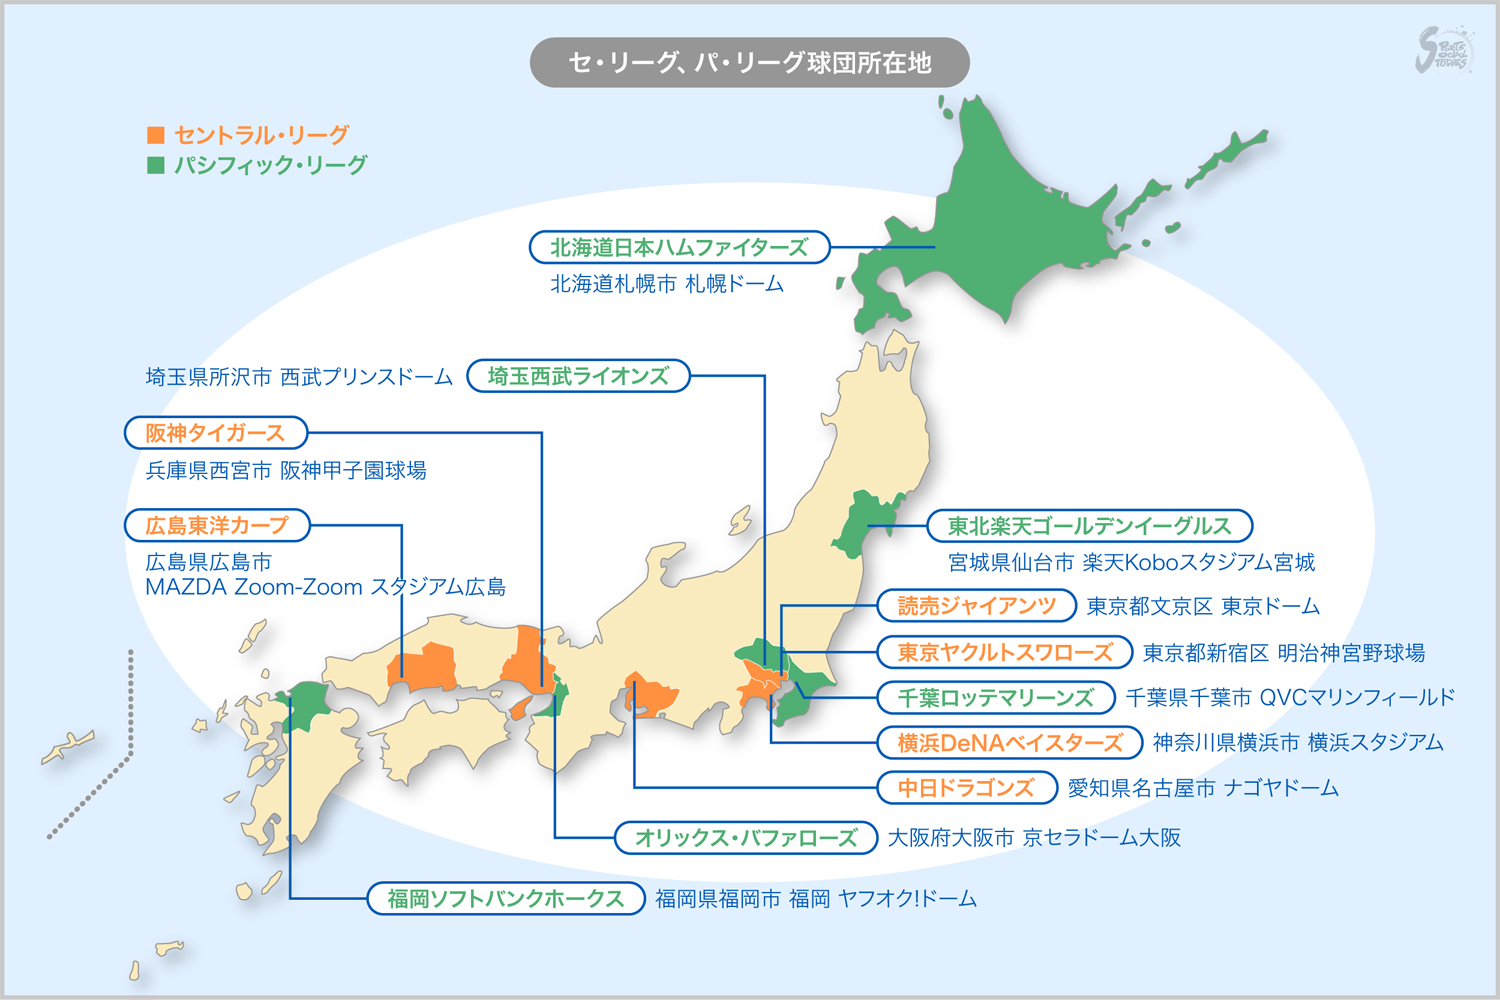 セ・リーグ、パ・リーグ球団所在地
SPORTS SOCIAL TOWNS
セントラル・リーグ
パシフィック・リーグ
北海道日本ハムファイターズ
北海道札幌市 札幌ドーム
埼玉県所沢市 西武プリンスドーム
埼玉西武ライオンズ
阪神タイガース
兵庫県西宮市 阪神甲子園球場
広島東洋カープ
広島県広島市
MAZDA Zoom-Zoom スタジアム広島
東北楽天ゴールデンイーグルス
宮城県仙台市 楽天Koboスタジアム宮城
読売ジャイアンツ 東京都文京区 東京ドーム
東京ヤクルトスワローズ 東京都新宿区 明治神宮野球場
千葉ロッテマリーンズ 千葉県千葉市 QVCマリンフィールド
横浜DeNAベイスターズ 神奈川県横浜市 横浜スタジアム
中日ドラゴンズ 愛知県名古屋市 ナゴヤドーム
オリックス・バファローズ 大阪府大阪市 京セラドーム大阪
福岡ソフトバンクホークス 福岡県福岡市 福岡 ヤフオク!ドーム